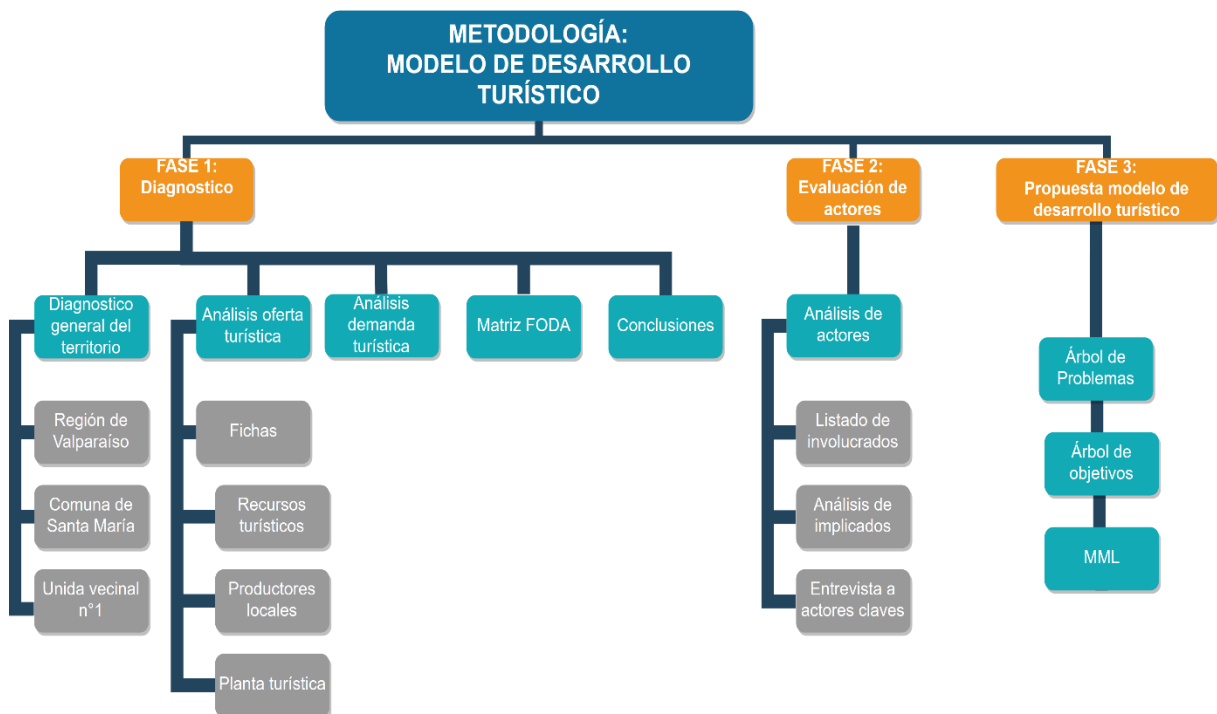 METODOLOGÍA:
MODELO DE DESARROLLO
TURÍSTICO
FASE 1:
Diagnostico
FASE 2:
Evaluación de
actores
FASE 3:
Propuesta modelo de
desarrollo turístico
Diagnostico
general del
territorio
Análisis oferta
turística
Análisis
demanda
turística
Matriz FODA
Conclusiones
Análisis de
actores
Árbol de
Problemas
Región de
Valparaíso
Fichas
Listado de
involucrados
Árbol de
objetivos
Comuna de
Santa María
Recursos
turísticos
Análisis de
implicados
MML
Unida vecinal
n°1
Productores
locales
Entrevista a
actores claves
Planta turística